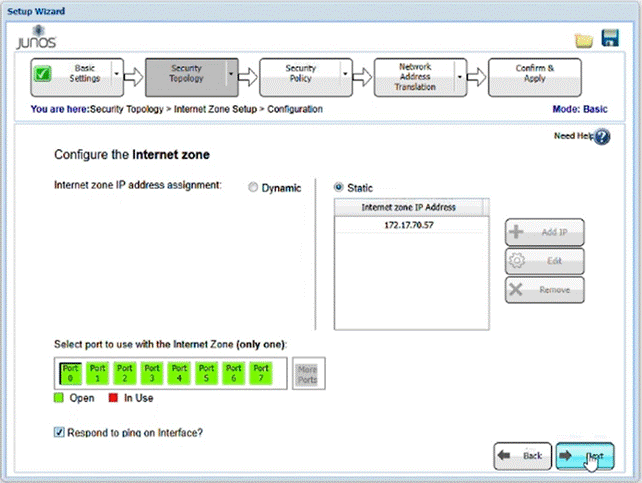 Setup Wizard
JUNOS
Basic Settings
Security Topology
Security Policy
Network Address Translation
Confirm & Apply
You are here:Security Topology > Internet Zone Setup > Configuration
Mode: Basic
Need Help
?
Configure the Internet zone
Internet zone IP address assignment:
Dynamic
Static
Internet zone IP Address
172.17.70.57
Add IP
Edit
Remove
Select port to use with the Internet Zone (only one):
Port 0
Port 1
Port 2
Port 3
Port 4
Port 5
Port 6
Port 7
More Ports
Open
In Use
Respond to ping on Interface?
Back
Next